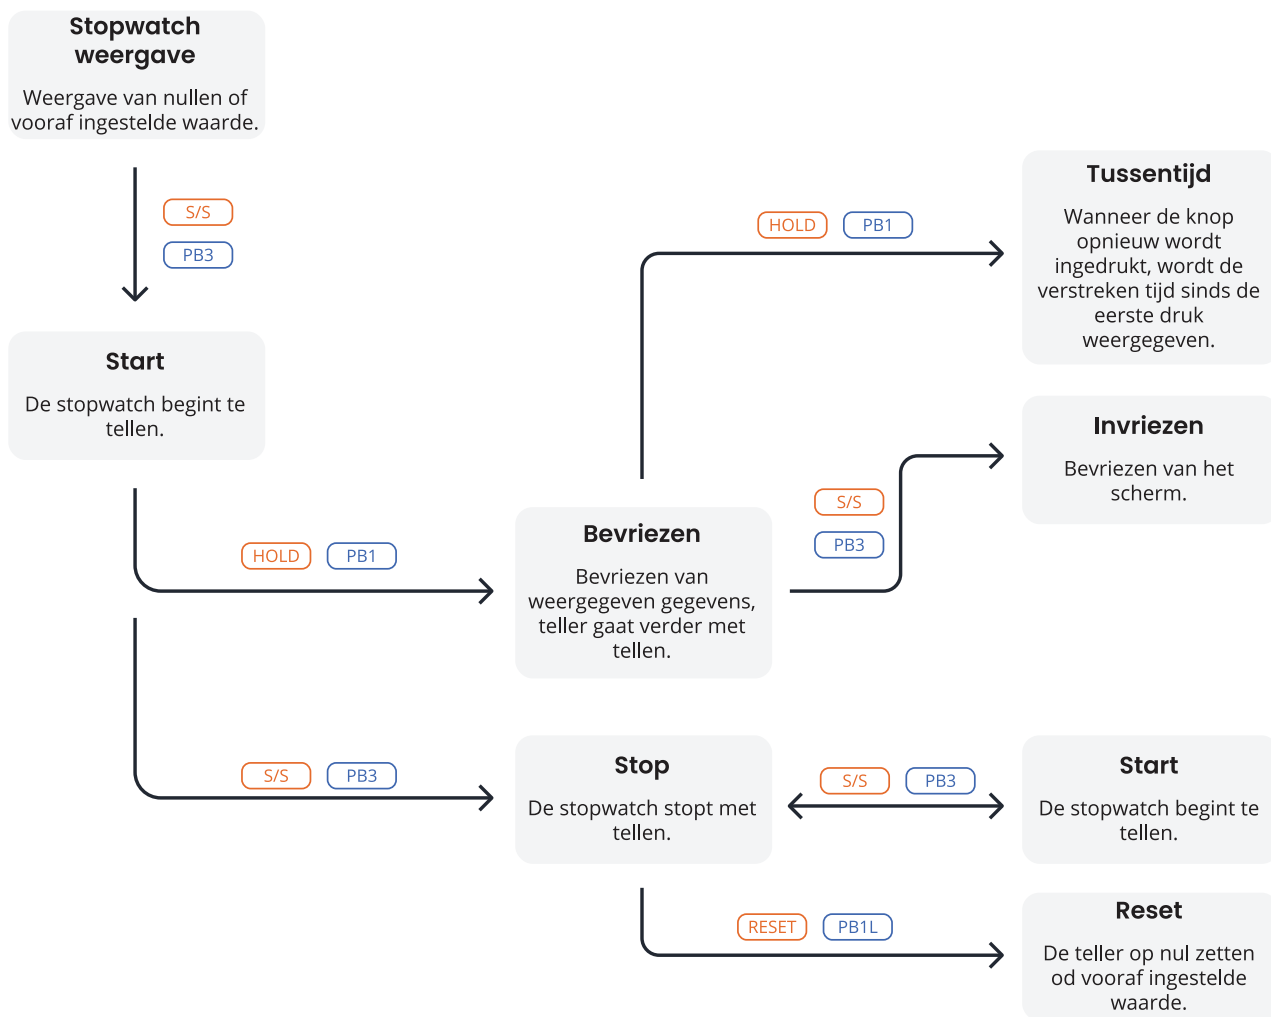 Stopwatch
weergave
Weergave van nullen of
vooraf ingestelde waarde.
S/S
PB3
Start
De stopwatch begint te
tellen.
HOLD PB1
Bevriezen
Bevriezen van
weergegeven gegevens,
teller gaat verder met
tellen.
HOLD PB1
Tussentijd
Wanneer de knop
opnieuw wordt
ingedrukt, wordt de
verstreken tijd sinds de
eerste druk
weergegeven.
S/S
PB3
Invriezen
Bevriezen van het
scherm.
S/S PB3
Stop
De stopwatch stopt met
tellen.
S/S PB3
Start
De stopwatch begint te
tellen.
RESET PB1L
Reset
De teller op nul zetten
od vooraf ingestelde
waarde.